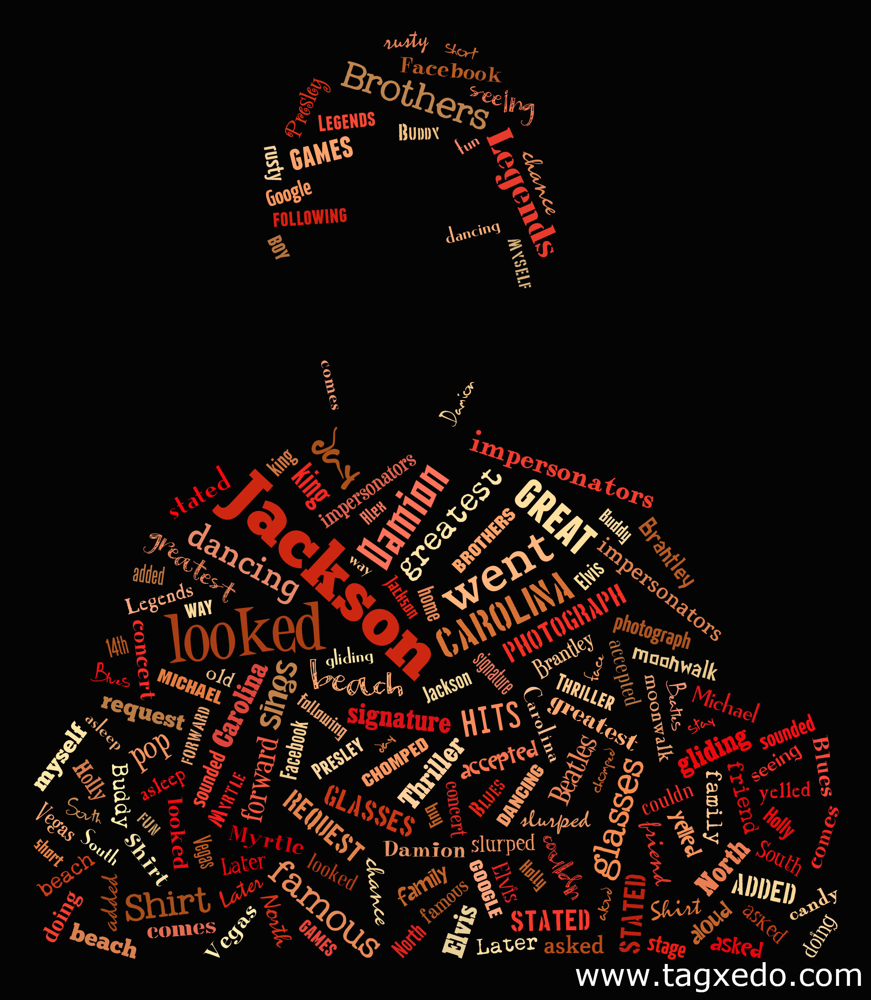 rusty
short
Facebook
Brothers
seeing
Presley
LEGENDS
BUDDY
fun
Legends
rusty
GAMES
chance
Google
FOLLOWING
dancing
BOY
MYSELF
comes
Damion
Jay
impersonators
king
king
stated
Jackson
impersonators
Alex
Damion
greatest
GREAT
BROTHERS
Buddy
Brantley
dancing
greatest
way
went
impersonators
added
Elvis
Legends
WAY
Jackson
home
CAROLINA
PHOTOGRAPH
looked
concert
14th
photograph
gliding
Brantley
accepted
moonwalk
Blues
MICHAEL
old
Carolina
sings
beach
Jackson
signature
face
THRILLER
moonwalk
Beatles
Michael
request
following
signature
HITS
Carolina
greatest
stay
sounded
asleep
myself
pop
FORWARD
Facebook
PRESLEY
Jay
CHOMPED
Thriller
accepted
Beatles
chomped
gliding
Blues
seeing
Holly
Buddy
asleep
sounded
MYRTLE
forward
REQUEST
GLASSES
concert
BLUES
DANCING
glasses
couldn
family
friend
yelled
South
Vegas
FUN
looked
buy
slurped
friend
yelled
Holly
comes
short
South
Shirt
Vegas
Myrtle
Later
looked
Damion
slurped
couldn
North
South
beach
added
Shirt
Later
famous
chance
family
famous
GOOGLE
Elvis
Holly
ADDED
doing
beach
comes
Vegas
North
GAMES
North
Elvis
STATED
Later
asked
STATED
Shirt
stage
aloud
asked
asked
candy
doing
www.tagxedo.com